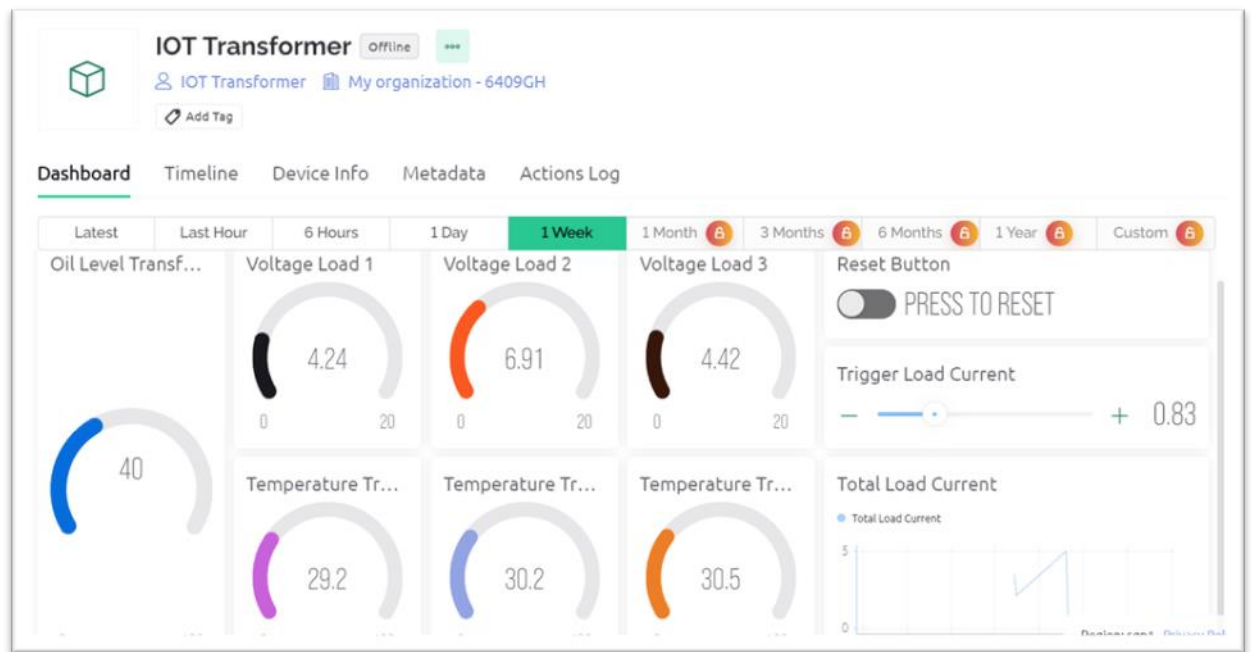 IOT Transformer Offline
IOT Transformer My organization - 6409GH
Add Tag
Dashboard Timeline Device Info Metadata Actions Log
Latest Last Hour 6 Hours 1 Day 1 Week 1 Month 3 Months 6 Months 1 Year Custom
Oil Level Transf... Voltage Load 1 Voltage Load 2 Voltage Load 3 Reset Button
PRESS TO RESET
4.24 6.91 4.42
Trigger Load Current
0 20 0 20 0 20
− + 0.83
40
Temperature Tr... Temperature Tr... Temperature Tr... Total Load Current
Total Load Current
5
29.2 30.2 30.5
0